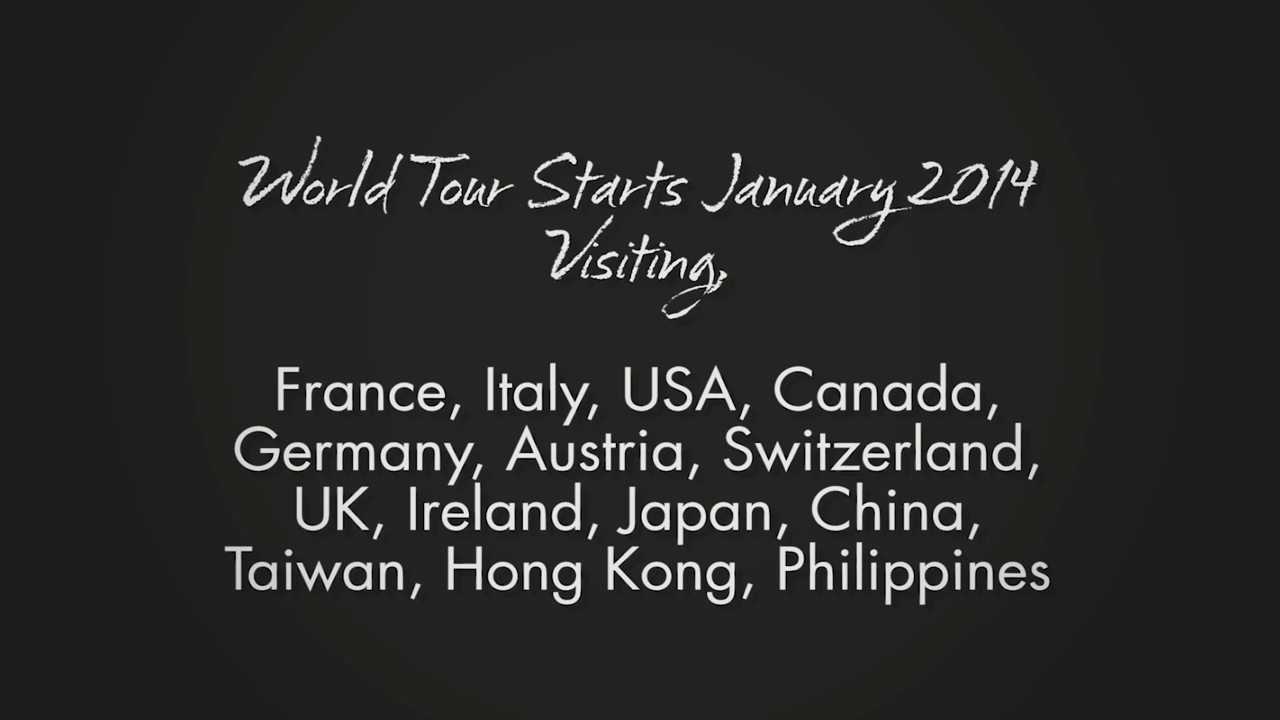 World Tour Starts January 2014
Visiting,
France, Italy, USA, Canada,
Germany, Austria, Switzerland,
UK, Ireland, Japan, China,
Taiwan, Hong Kong, Philippines